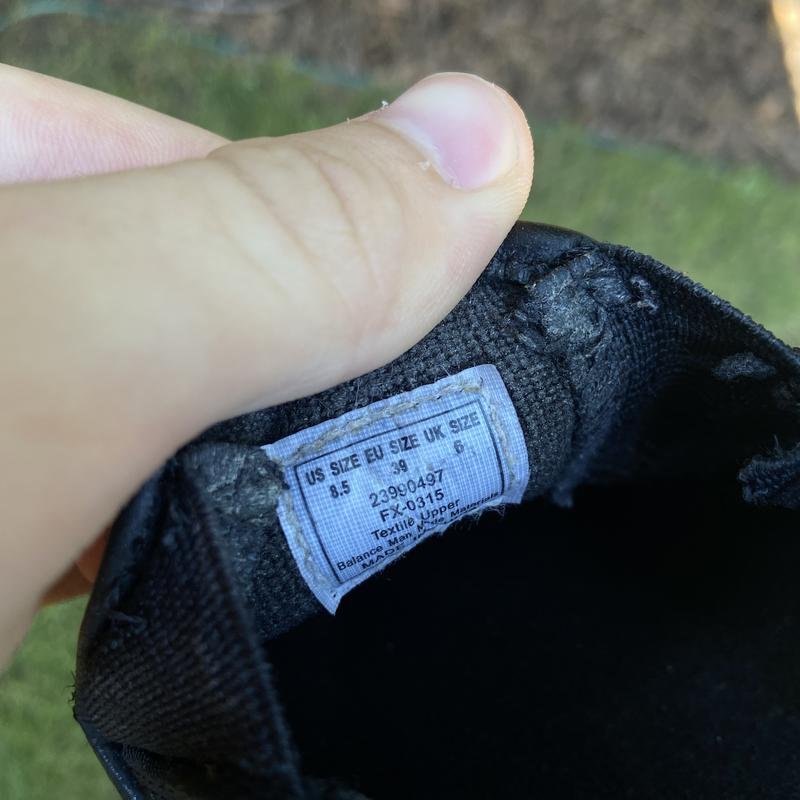 US SIZE EU SIZE UK SIZE
8.5 39 6
23990497
FX-0315
Textile Upper
Balance Man Made Materials
MADE